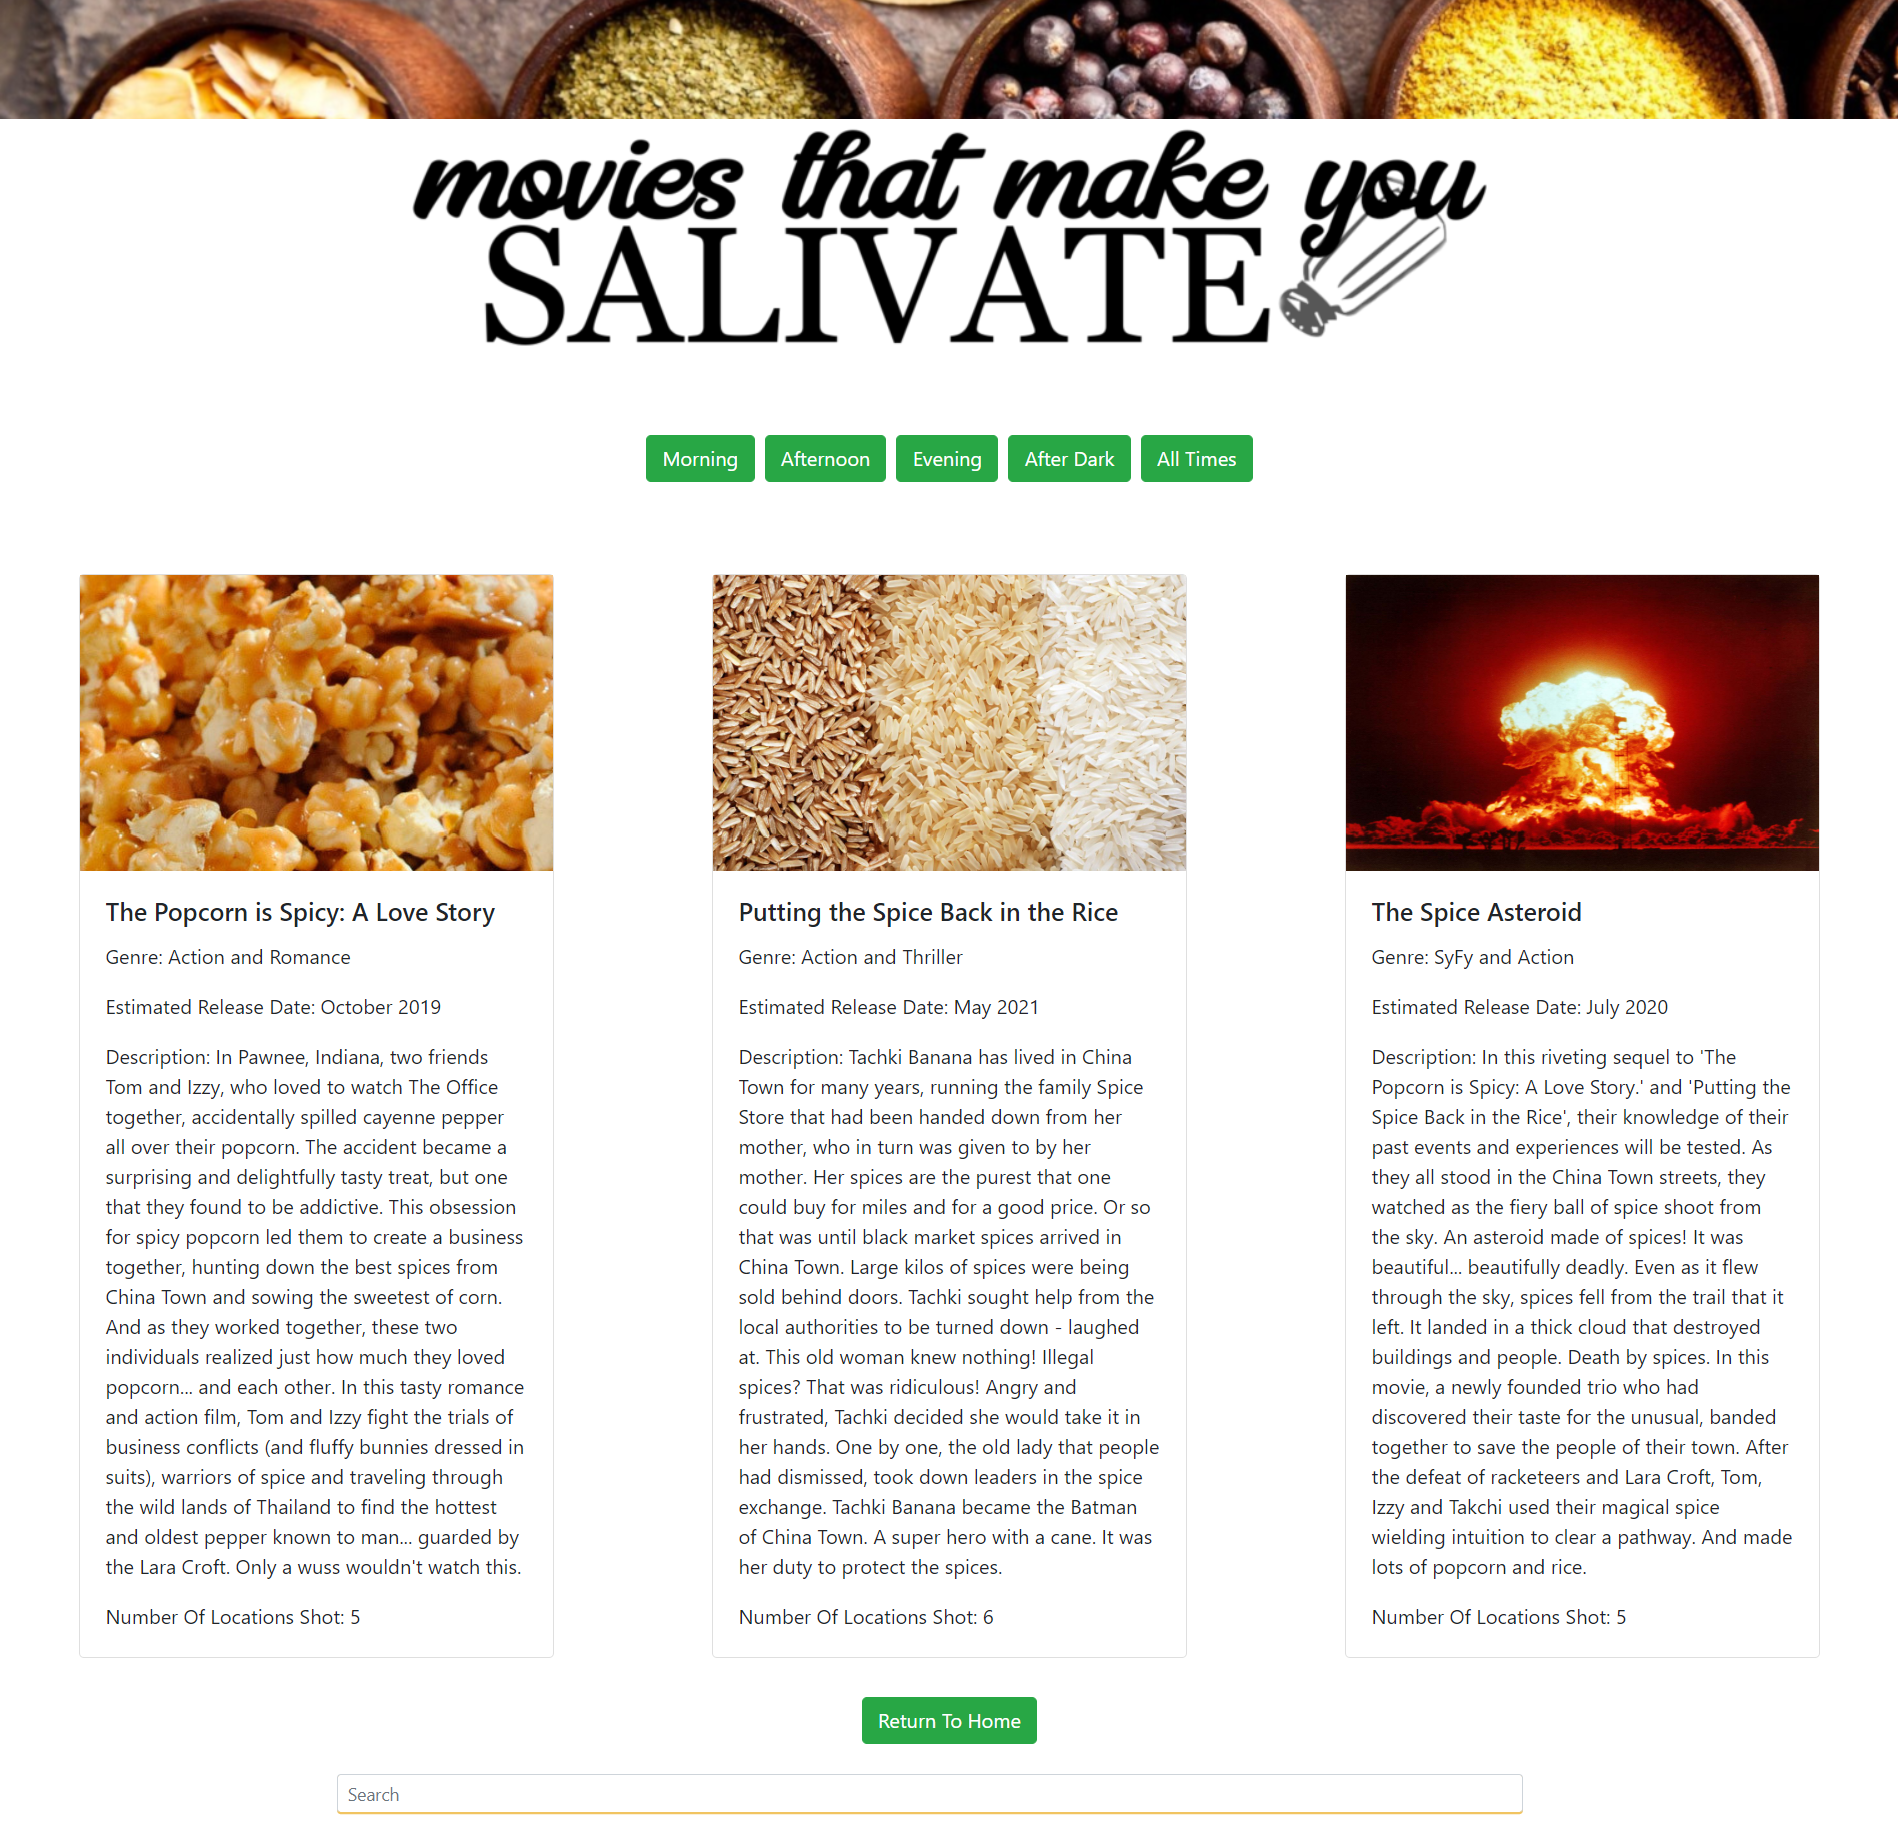 movies that make you
SALIVATE
Morning
Afternoon
Evening
After Dark
All Times
The Popcorn is Spicy: A Love Story
Genre: Action and Romance
Estimated Release Date: October 2019
Description: In Pawnee, Indiana, two friends
Tom and Izzy, who loved to watch The Office
together, accidentally spilled cayenne pepper
all over their popcorn. The accident became a
surprising and delightfully tasty treat, but one
that they found to be addictive. This obsession
for spicy popcorn led them to create a business
together, hunting down the best spices from
China Town and sowing the sweetest of corn.
And as they worked together, these two
individuals realized just how much they loved
popcorn... and each other. In this tasty romance
and action film, Tom and Izzy fight the trials of
business conflicts (and fluffy bunnies dressed in
suits), warriors of spice and traveling through
the wild lands of Thailand to find the hottest
and oldest pepper known to man... guarded by
the Lara Croft. Only a wuss wouldn't watch this.
Number Of Locations Shot: 5
Putting the Spice Back in the Rice
Genre: Action and Thriller
Estimated Release Date: May 2021
Description: Tachki Banana has lived in China
Town for many years, running the family Spice
Store that had been handed down from her
mother, who in turn was given to by her
mother. Her spices are the purest that one
could buy for miles and for a good price. Or so
that was until black market spices arrived in
China Town. Large kilos of spices were being
sold behind doors. Tachki sought help from the
local authorities to be turned down - laughed
at. This old woman knew nothing! Illegal
spices? That was ridiculous! Angry and
frustrated, Tachki decided she would take it in
her hands. One by one, the old lady that people
had dismissed, took down leaders in the spice
exchange. Tachki Banana became the Batman
of China Town. A super hero with a cane. It was
her duty to protect the spices.
Number Of Locations Shot: 6
The Spice Asteroid
Genre: SyFy and Action
Estimated Release Date: July 2020
Description: In this riveting sequel to 'The
Popcorn is Spicy: A Love Story.' and 'Putting the
Spice Back in the Rice', their knowledge of their
past events and experiences will be tested. As
they all stood in the China Town streets, they
watched as the fiery ball of spice shoot from
the sky. An asteroid made of spices! It was
beautiful... beautifully deadly. Even as it flew
through the sky, spices fell from the trail that it
left. It landed in a thick cloud that destroyed
buildings and people. Death by spices. In this
movie, a newly founded trio who had
discovered their taste for the unusual, banded
together to save the people of their town. After
the defeat of racketeers and Lara Croft, Tom,
Izzy and Takchi used their magical spice
wielding intuition to clear a pathway. And made
lots of popcorn and rice.
Number Of Locations Shot: 5
Return To Home
Search